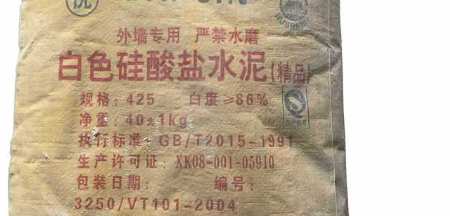 外墙专用 严禁水磨
白色硅酸盐水泥(精品)
规格:425 白度≥86%
净重:40±1kg
执行标准:GB/T2015-1991
生产许可证:XK08-001-05910
包装日期: 编号:
3250/VT101-2004